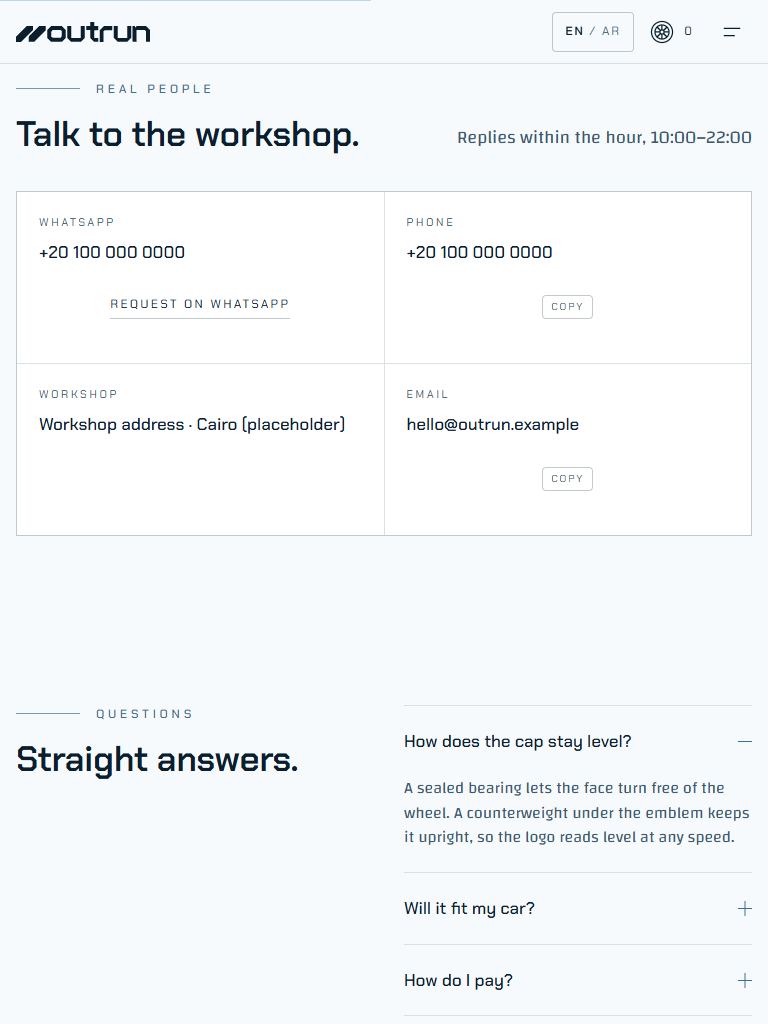 outrun
EN / AR
0
REAL PEOPLE
Talk to the workshop.
Replies within the hour, 10:00–22:00
WHATSAPP
+20 100 000 0000
REQUEST ON WHATSAPP
PHONE
+20 100 000 0000
COPY
WORKSHOP
Workshop address · Cairo (placeholder)
EMAIL
hello@outrun.example
COPY
QUESTIONS
Straight answers.
How does the cap stay level?
A sealed bearing lets the face turn free of the
wheel. A counterweight under the emblem keeps
it upright, so the logo reads level at any speed.
Will it fit my car?
How do I pay?